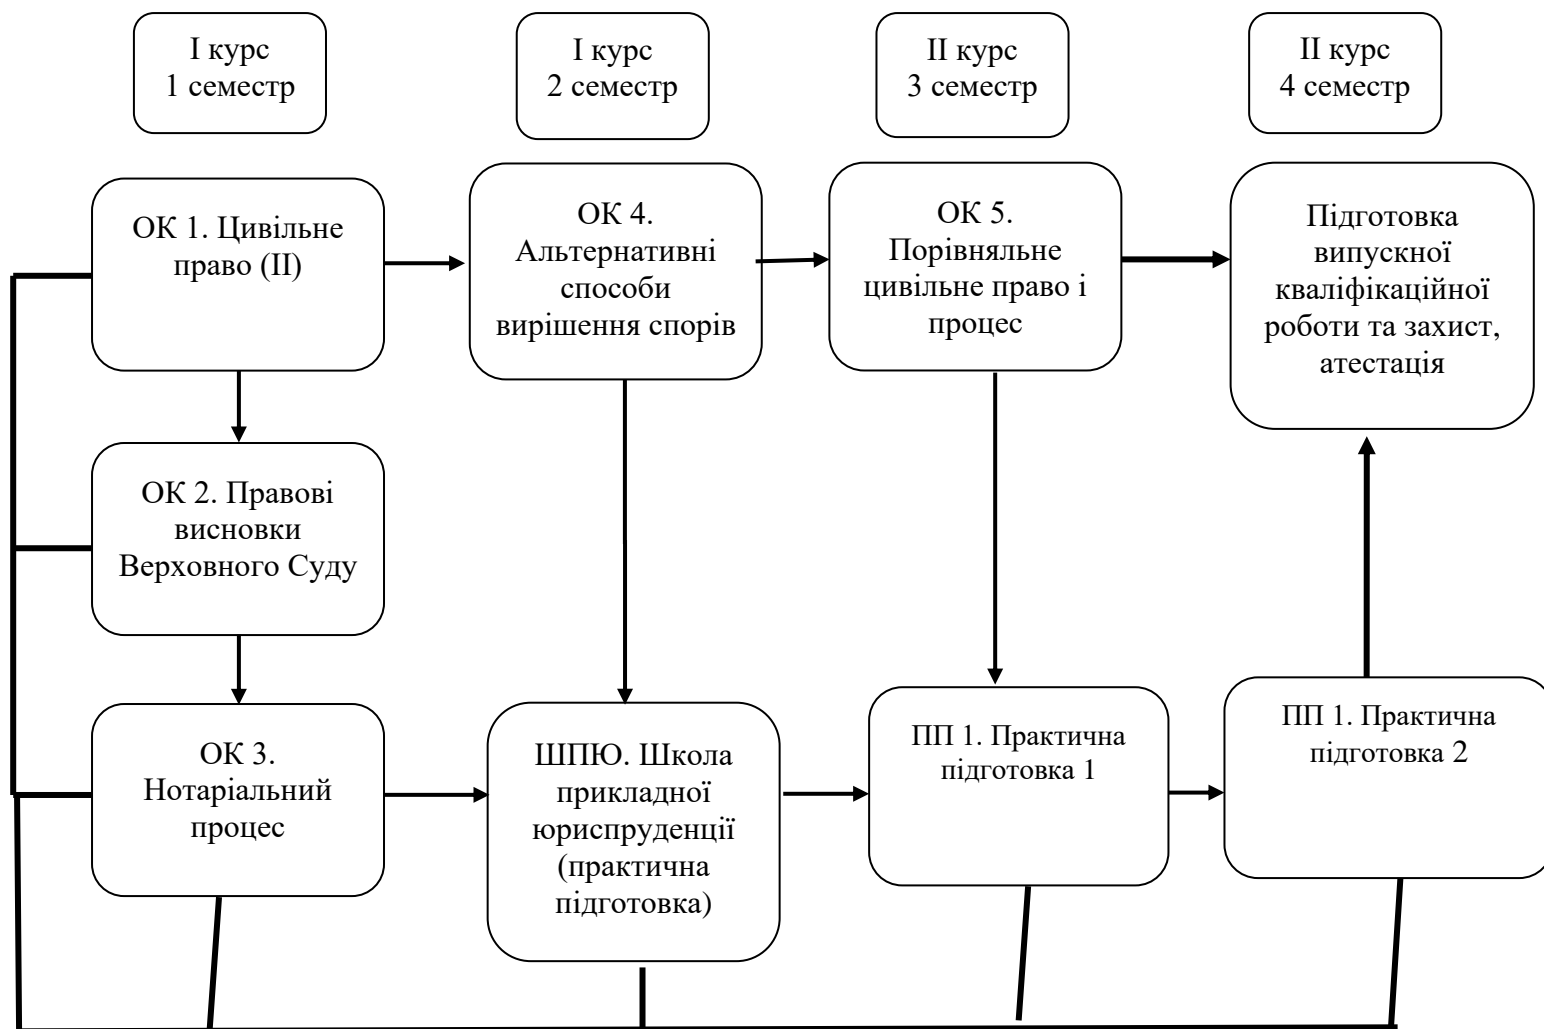 І курс
1 семестр
І курс
2 семестр
ІІ курс
3 семестр
ІІ курс
4 семестр
ОК 1. Цивільне
право (ІІ)
ОК 4.
Альтернативні
способи
вирішення спорів
ОК 5.
Порівняльне
цивільне право і
процес
Підготовка
випускної
кваліфікаційної
роботи та захист,
атестація
ОК 2. Правові
висновки
Верховного Суду
ОК 3.
Нотаріальний
процес
ШПЮ. Школа
прикладної
юриспруденції
(практична
підготовка)
ПП 1. Практична
підготовка 1
ПП 1. Практична
підготовка 2